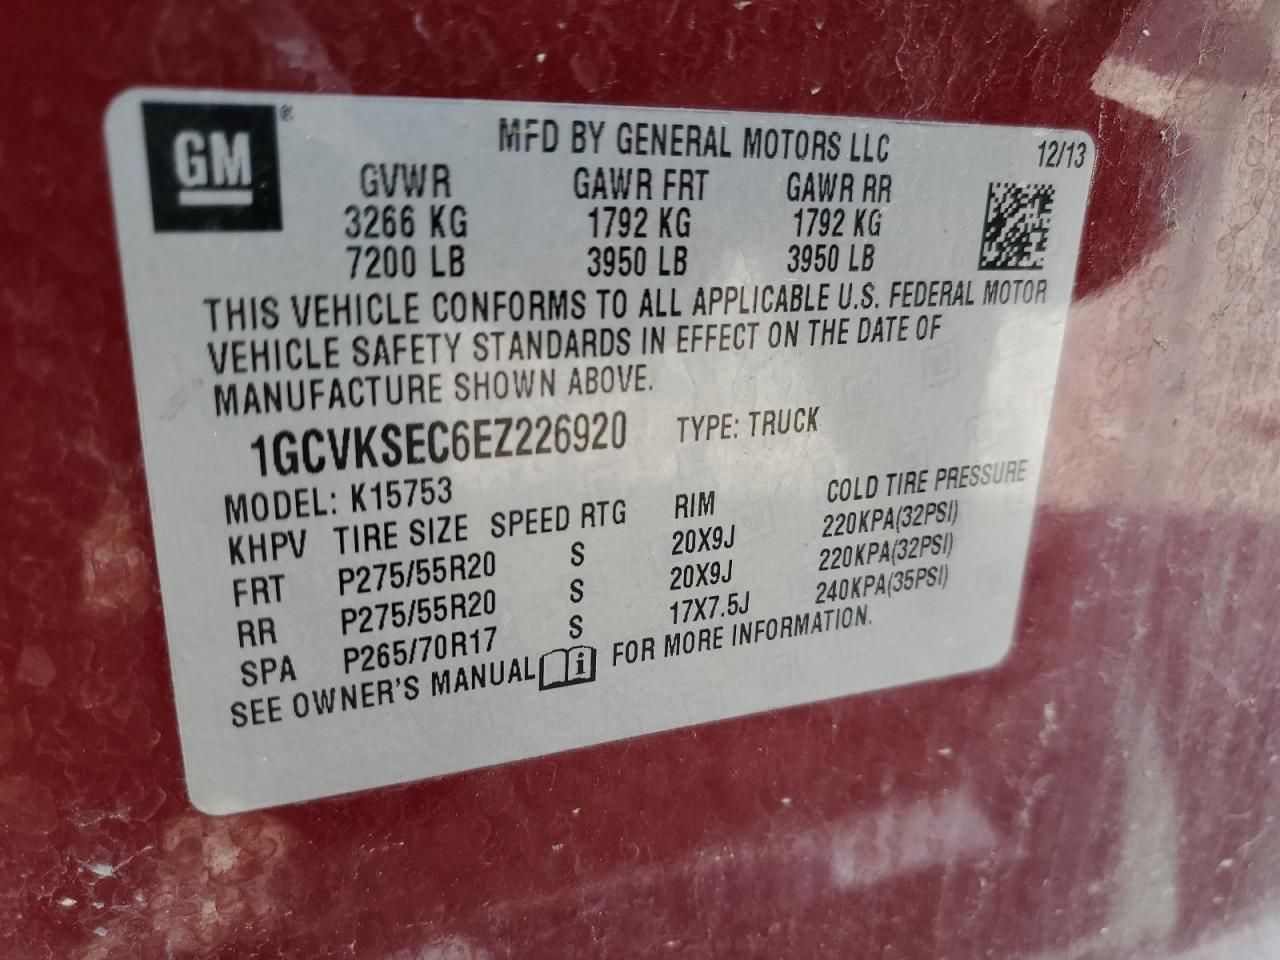 GM ®
MFD BY GENERAL MOTORS LLC
12/13
GVWR GAWR FRT GAWR RR
3266 KG 1792 KG 1792 KG
7200 LB 3950 LB 3950 LB
THIS VEHICLE CONFORMS TO ALL APPLICABLE U.S. FEDERAL MOTOR
VEHICLE SAFETY STANDARDS IN EFFECT ON THE DATE OF
MANUFACTURE SHOWN ABOVE.
1GCVKSEC6EZ226920 TYPE: TRUCK
MODEL: K15753
KHPV TIRE SIZE SPEED RTG RIM COLD TIRE PRESSURE
FRT P275/55R20 S 20X9J 220KPA(32PSI)
RR P275/55R20 S 20X9J 220KPA(32PSI)
SPA P265/70R17 S 17X7.5J 240KPA(35PSI)
SEE OWNER'S MANUAL i FOR MORE INFORMATION.